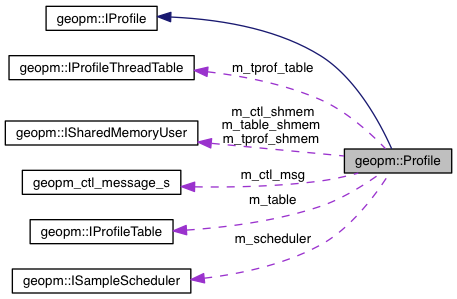 geopm::IProfile
geopm::IProfileThreadTable
m_tprof_table
geopm::ISharedMemoryUser
m_ctl_shmem
m_table_shmem
m_tprof_shmem
geopm::Profile
geopm_ctl_message_s
m_ctl_msg
geopm::IProfileTable
m_table
geopm::ISampleScheduler
m_scheduler